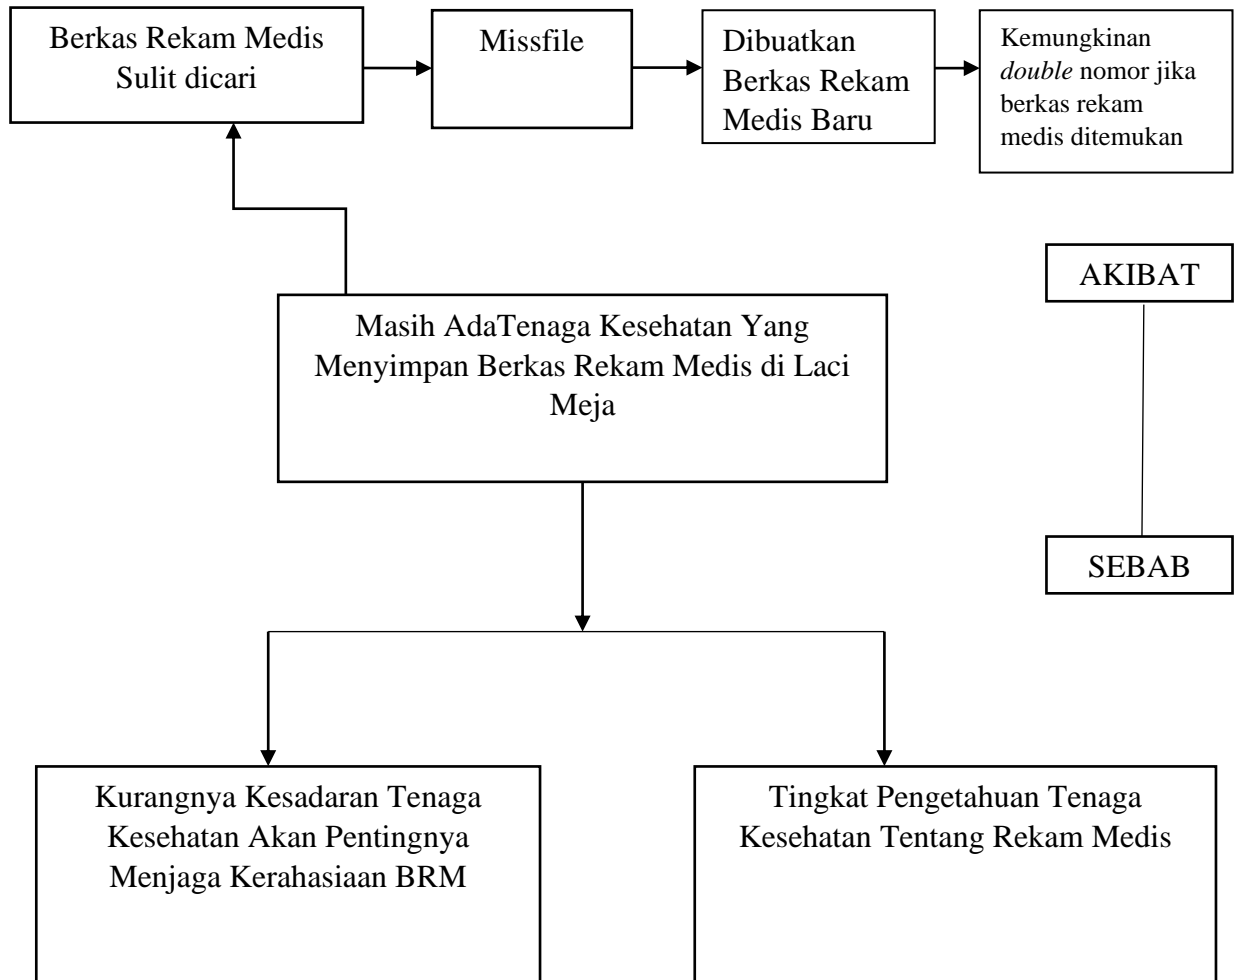 Berkas Rekam Medis
Sulit dicari
Missfile
Dibuatkan
Berkas Rekam
Medis Baru
Kemungkinan
double nomor jika
berkas rekam
medis ditemukan
AKIBAT
Masih AdaTenaga Kesehatan Yang
Menyimpan Berkas Rekam Medis di Laci
Meja
SEBAB
Kurangnya Kesadaran Tenaga
Kesehatan Akan Pentingnya
Menjaga Kerahasiaan BRM
Tingkat Pengetahuan Tenaga
Kesehatan Tentang Rekam Medis